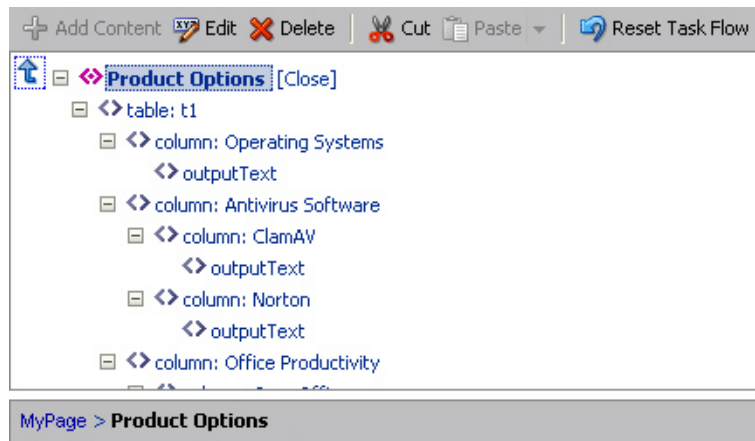 Add Content Edit Delete Cut Paste Reset Task Flow
Product Options [Close]
table: t1
column: Operating Systems
outputText
column: Antivirus Software
column: ClamAV
outputText
column: Norton
outputText
column: Office Productivity
MyPage > Product Options